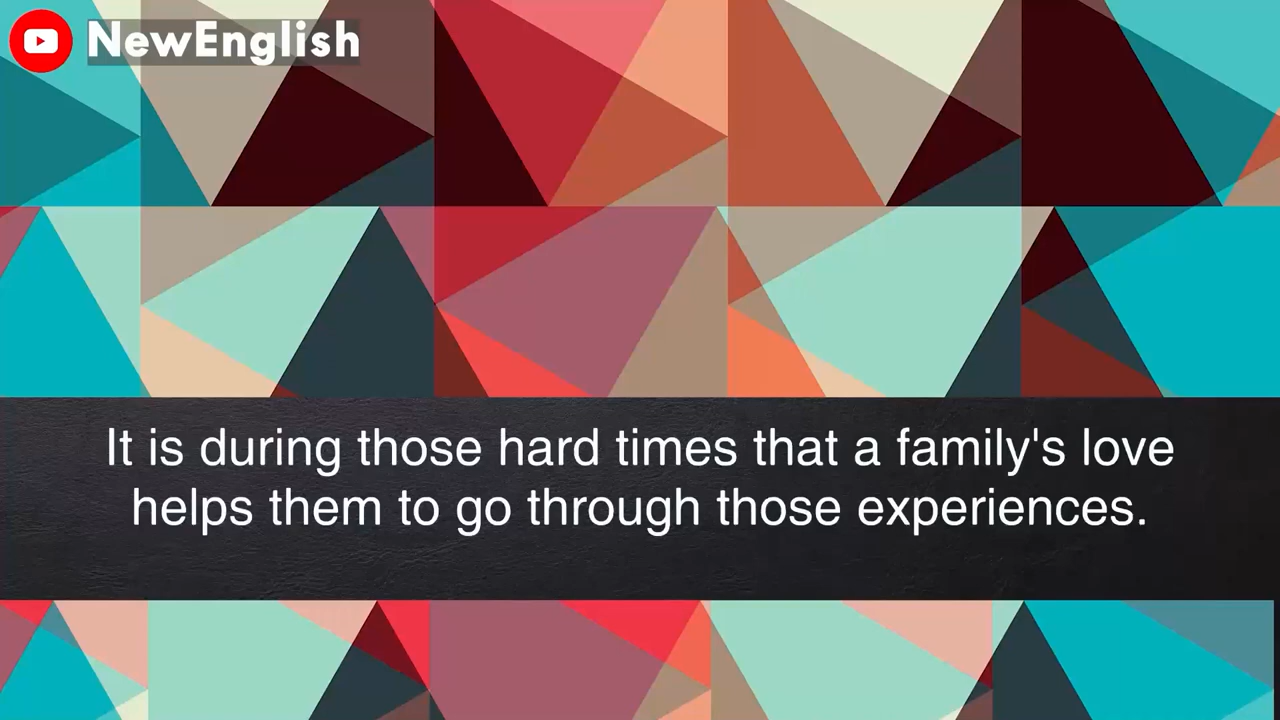 NewEnglish
It is during those hard times that a family's love
helps them to go through those experiences.